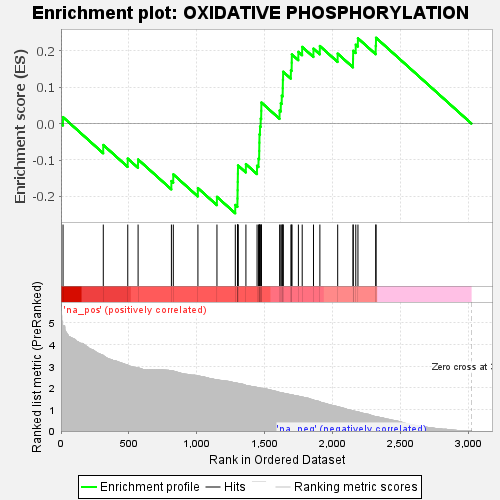 Enrichment plot: OXIDATIVE PHOSPHORYLATION
Enrichment score (ES)
0.2
0.1
0.0
-0.1
-0.2
'na_pos' (positively correlated)
Ranked list metric (PreRanked)
5
4
3
2
1
0
Zero cross at 3
'na_neg' (negatively correlated)
0
500
1,000
1,500
2,000
2,500
3,000
Rank in Ordered Dataset
Enrichment profile
Hits
Ranking metric scores